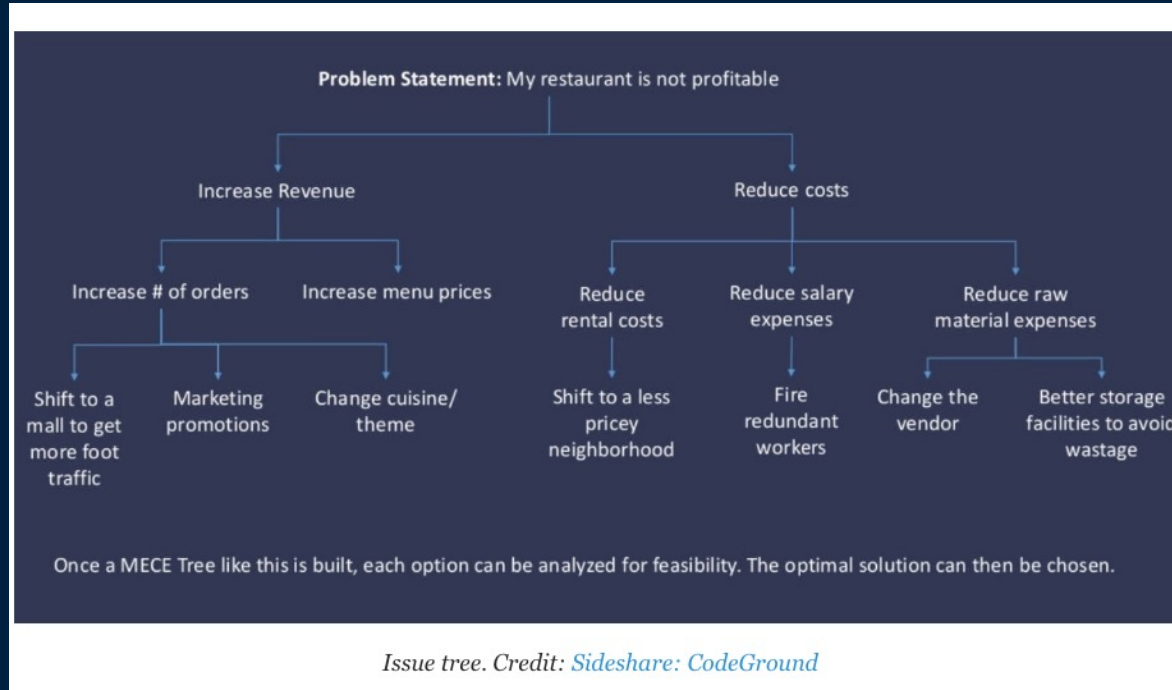 Problem Statement: My restaurant is not profitable
Increase Revenue
Reduce costs
Increase # of orders
Increase menu prices
Reduce
rental costs
Reduce salary
expenses
Reduce raw
material expenses
Shift to a
mall to get
more foot
traffic
Marketing
promotions
Change cuisine/
theme
Shift to a less
pricey
neighborhood
Fire
redundant
workers
Change the
vendor
Better storage
facilities to avoid
wastage
Once a MECE Tree like this is built, each option can be analyzed for feasibility. The optimal solution can then be chosen.
Issue tree. Credit: Sideshare: CodeGround